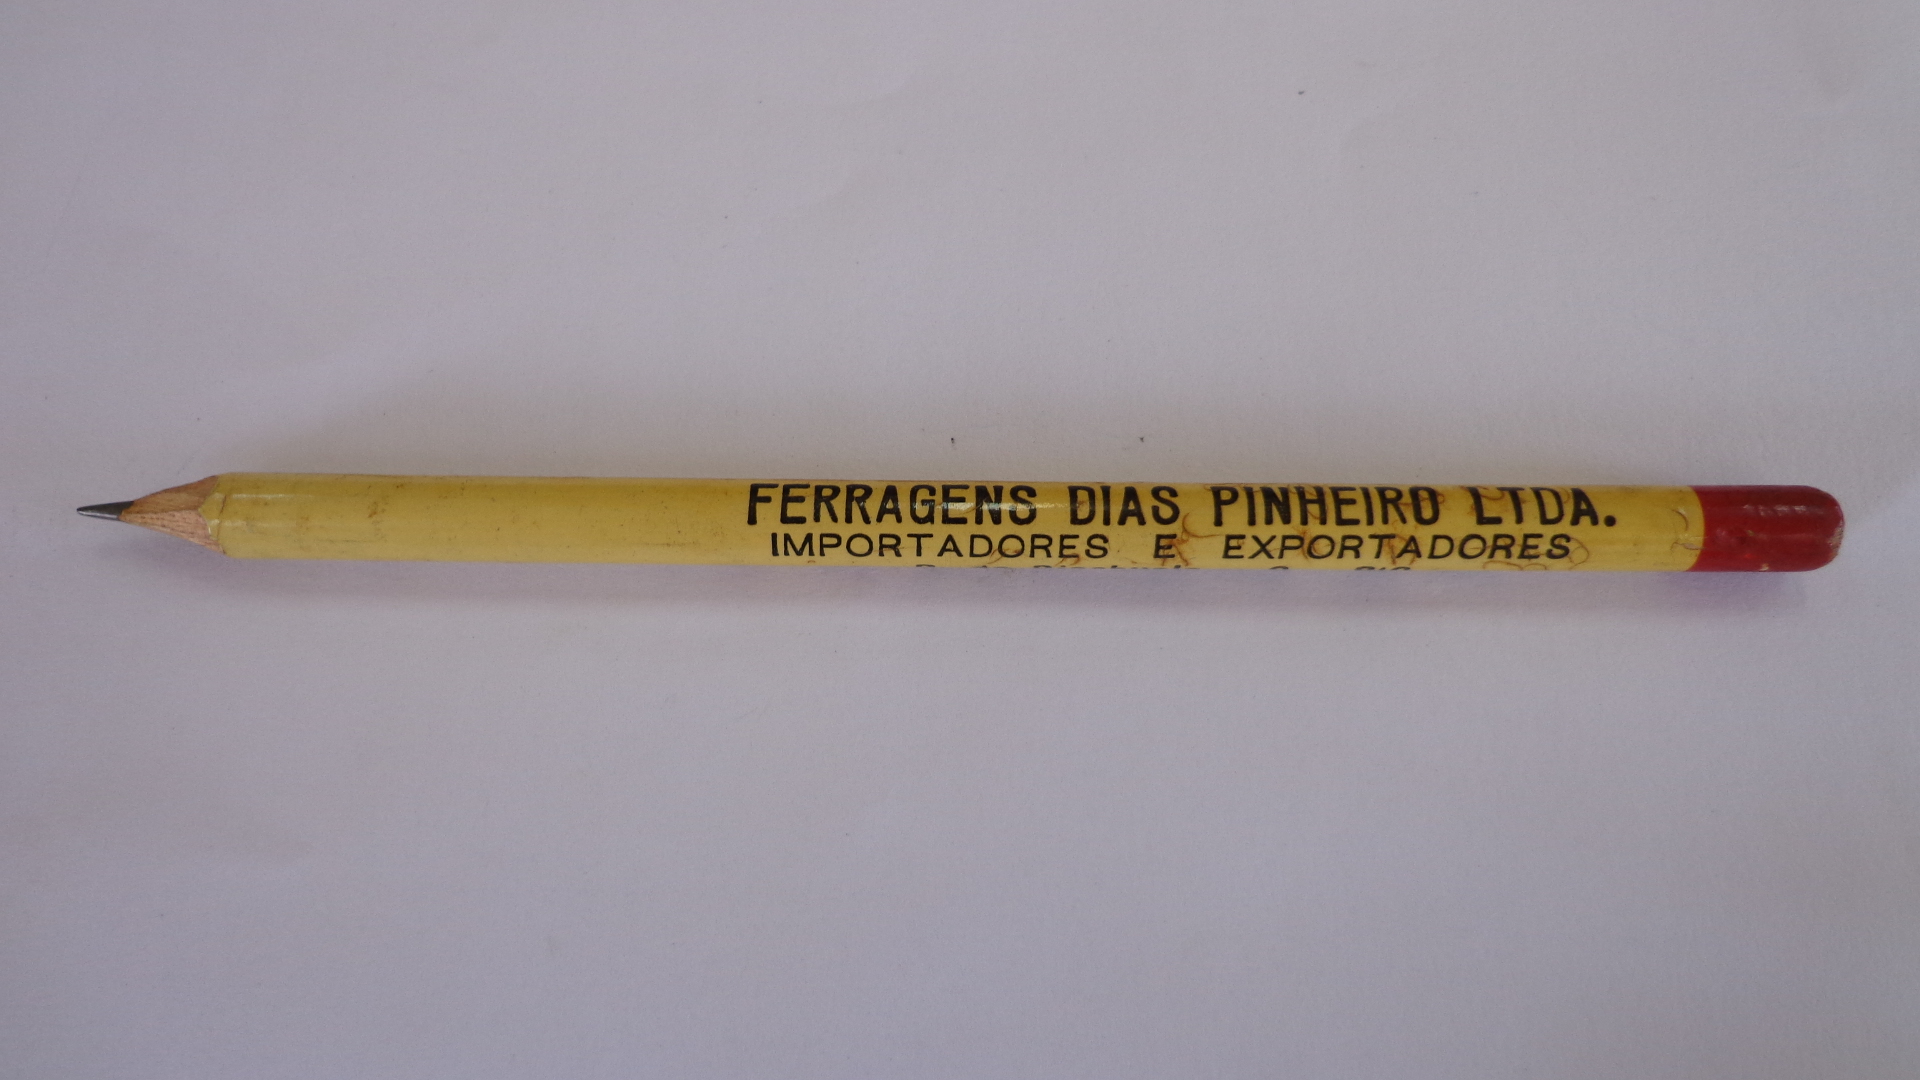 FERRAGENS DIAS PINHEIRO LTDA.
IMPORTADORES E EXPORTADORES